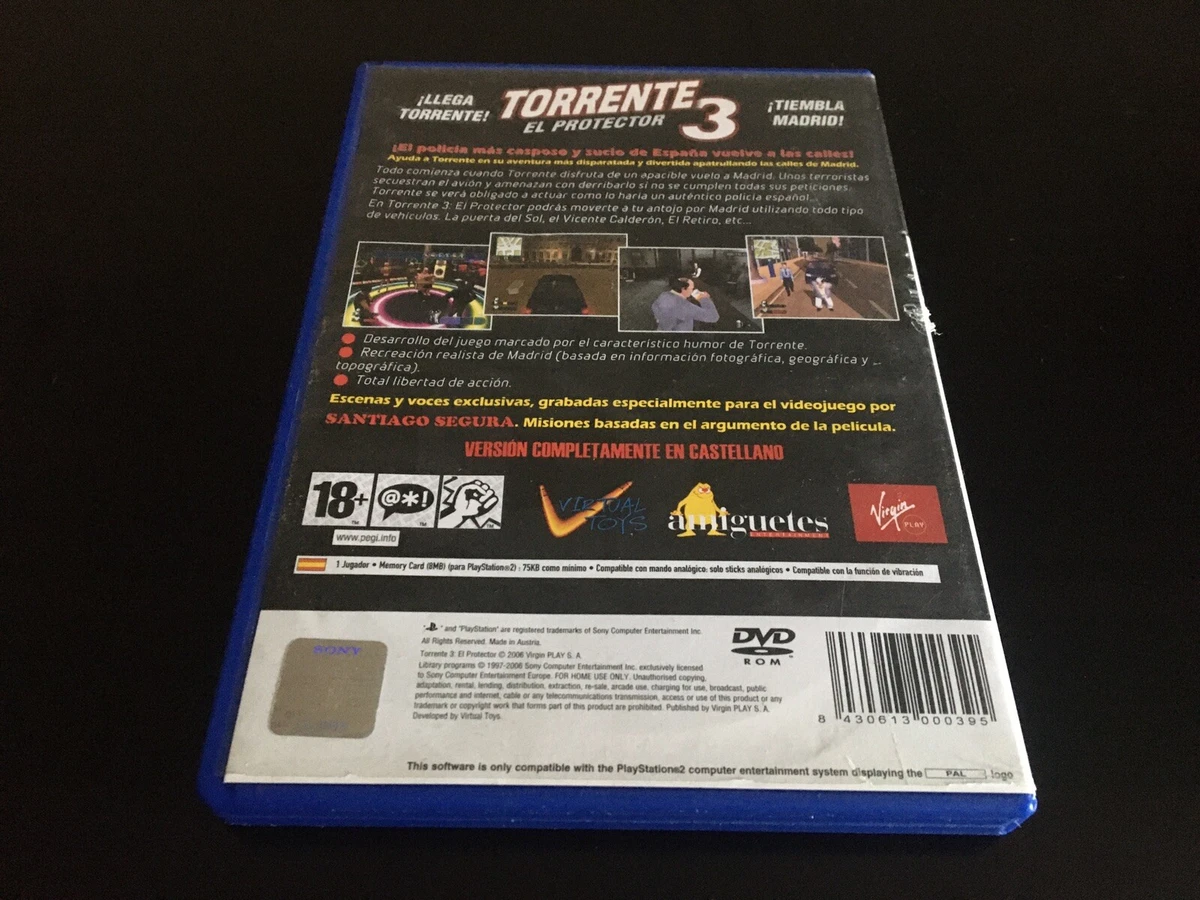 ¡LLEGA TORRENTE!
TORRENTE 3
EL PROTECTOR
¡TIEMBLA MADRID!
¡El policía más casposo y sucio de España vuelve a las calles!
Ayuda a Torrente en su aventura más disparatada y divertida apatrullando las calles de Madrid.
Todo comienza cuando Torrente disfruta de un apacible vuelo a Madrid. Unos terroristas
secuestran el avión y amenazan con derribarlo si no se cumplen todas sus peticiones.
Torrente se verá obligado a actuar como lo haría un auténtico policía español...
En Torrente 3: El Protector podrás moverte a tu antojo por Madrid utilizando todo tipo
de vehículos. La puerta del Sol, el Vicente Calderón, El Retiro, etc...
Desarrollo del juego marcado por el característico humor de Torrente.
Recreación realista de Madrid (basada en información fotográfica, geográfica y
topográfica).
Total libertad de acción.
Escenas y voces exclusivas, grabadas especialmente para el videojuego por
SANTIAGO SEGURA. Misiones basadas en el argumento de la película.
VERSIÓN COMPLETAMENTE EN CASTELLANO
18+
@*!
www.pegi.info
VIRTUAL TOYS
amiguetes
ENTERTAINMENT
Virgin PLAY
1 Jugador • Memory Card (8MB) (para PlayStation®2) : 75KB como mínimo • Compatible con mando analógico: solo sticks analógicos • Compatible con la función de vibración
SONY
" " and "PlayStation" are registered trademarks of Sony Computer Entertainment Inc.
All Rights Reserved. Made in Austria.
Torrente 3: El Protector © 2006 Virgin PLAY S. A.
Library programs © 1997-2006 Sony Computer Entertainment Inc. exclusively licensed
to Sony Computer Entertainment Europe. FOR HOME USE ONLY. Unauthorised copying,
adaptation, rental, lending, distribution, extraction, re-sale, arcade use, charging for use, broadcast, public
performance and internet, cable or any telecommunications transmission, access or use of this product or any
trademark or copyright work that forms part of this product are prohibited. Published by Virgin PLAY S. A.
Developed by Virtual Toys.
DVD
ROM
8 430613 000395
This software is only compatible with the PlayStation®2 computer entertainment system displaying the PAL logo